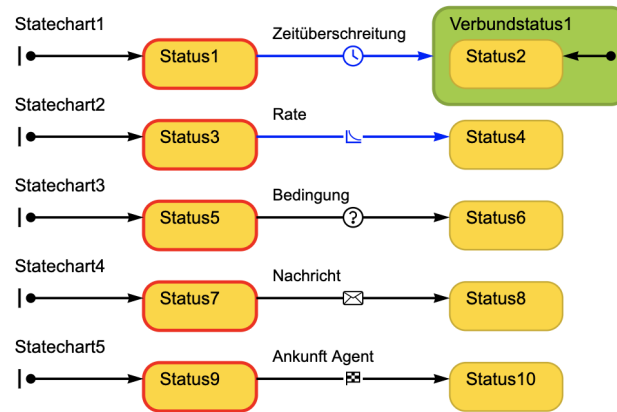 Statechart1
Zeitüberschreitung
Verbundstatus1
Status1
Status2
Statechart2
Rate
Status3
Status4
Statechart3
Bedingung
Status5
Status6
Statechart4
Nachricht
Status7
Status8
Statechart5
Ankunft Agent
Status9
Status10